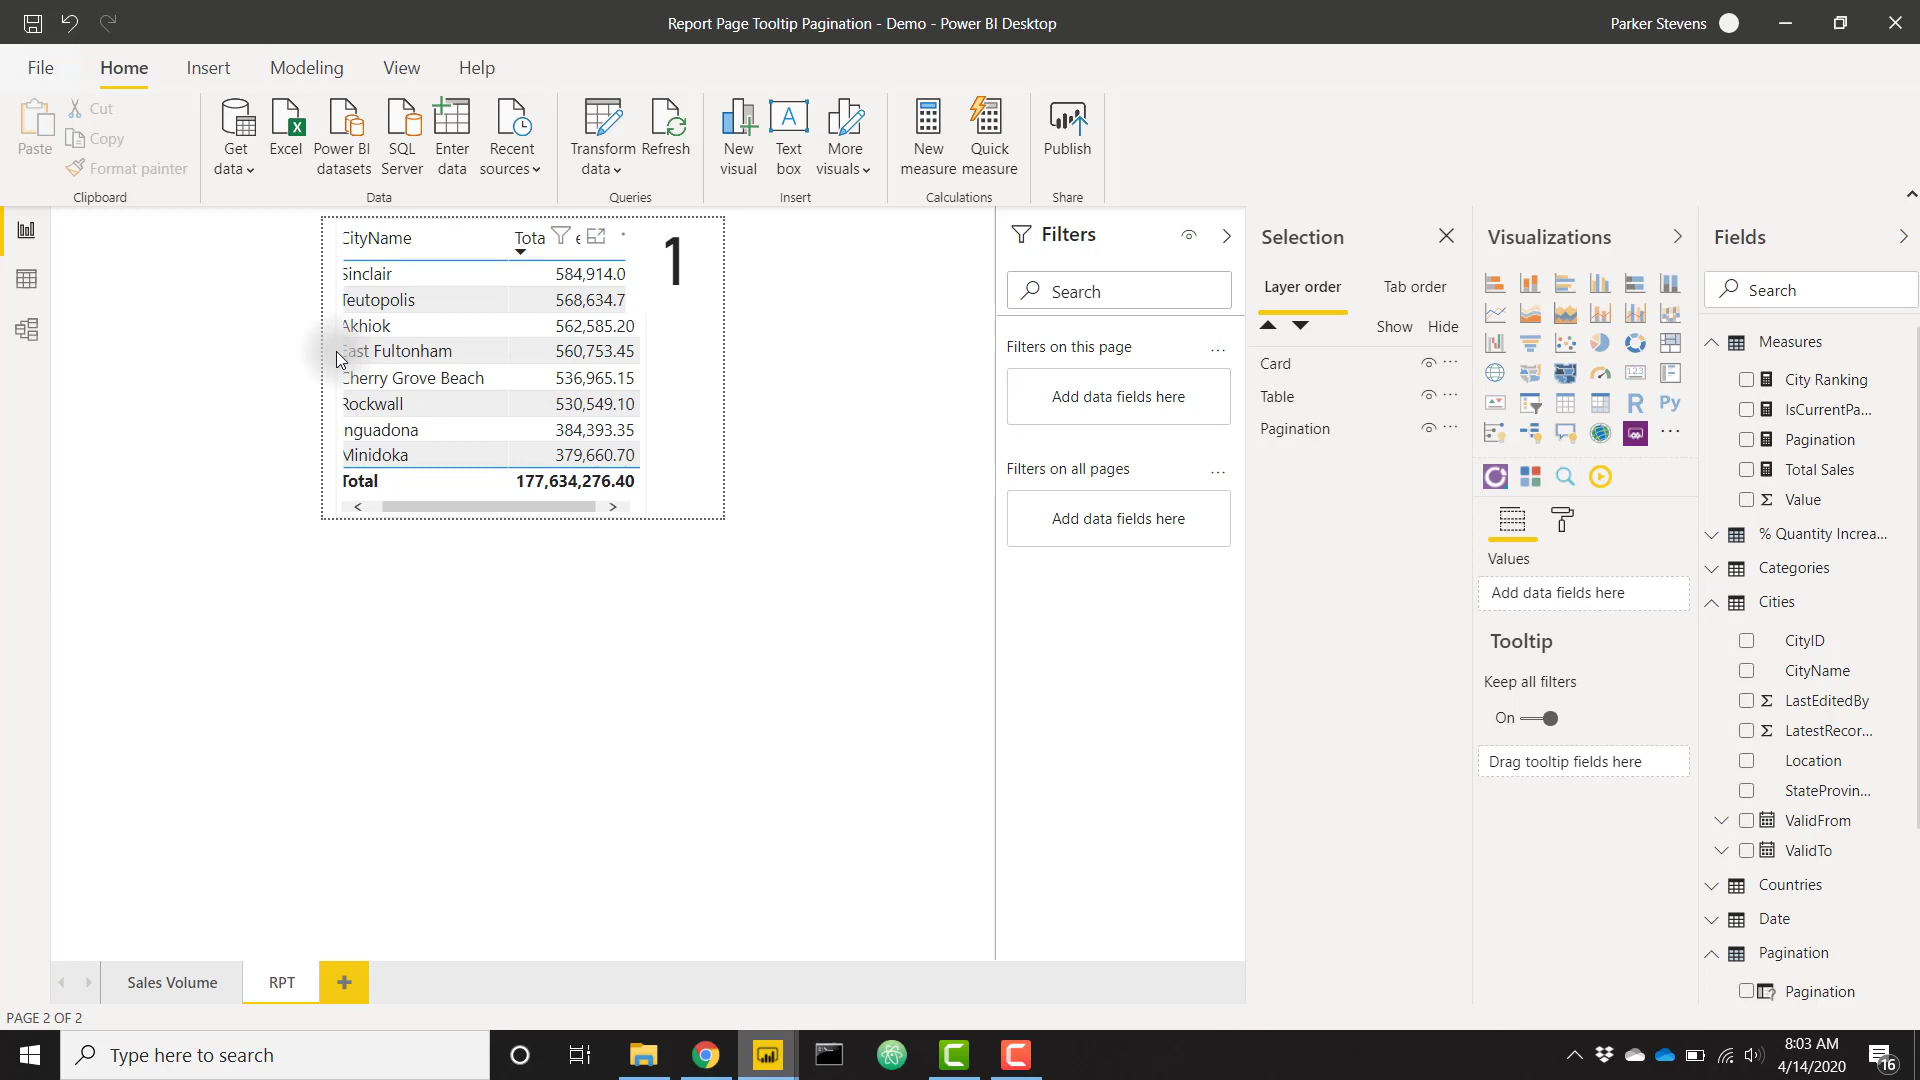 Report Page Tooltip Pagination - Demo - Power BI Desktop
Parker Stevens
File
Home
Insert
Modeling
View
Help
Paste
Cut
Copy
Format painter
Clipboard
Get data
Excel
Power BI datasets
SQL Server
Enter data
Recent sources
Data
Transform data
Refresh
Queries
New visual
Text box
More visuals
Insert
New measure
Quick measure
Calculations
Publish
Share
CityName Tota e
Sinclair 584,914.0
Teutopolis 568,634.7
Akhiok 562,585.20
East Fultonham 560,753.45
Cherry Grove Beach 536,965.15
Rockwall 530,549.10
nguadona 384,393.35
Minidoka 379,660.70
Total 177,634,276.40
1
Filters
Search
Filters on this page ...
Add data fields here
Filters on all pages ...
Add data fields here
Selection
Layer order
Tab order
Show
Hide
Card ...
Table ...
Pagination ...
Visualizations
R
Py
123
...
Values
Add data fields here
Tooltip
Keep all filters
On
Drag tooltip fields here
Fields
Search
Measures
City Ranking
IsCurrentPa...
Pagination
Total Sales
Σ Value
% Quantity Increa...
Categories
Cities
CityID
CityName
Σ LastEditedBy
Σ LatestRecor...
Location
StateProvin...
ValidFrom
ValidTo
Countries
Date
Pagination
Pagination
Sales Volume
RPT
PAGE 2 OF 2
Type here to search
8:03 AM
4/14/2020
16